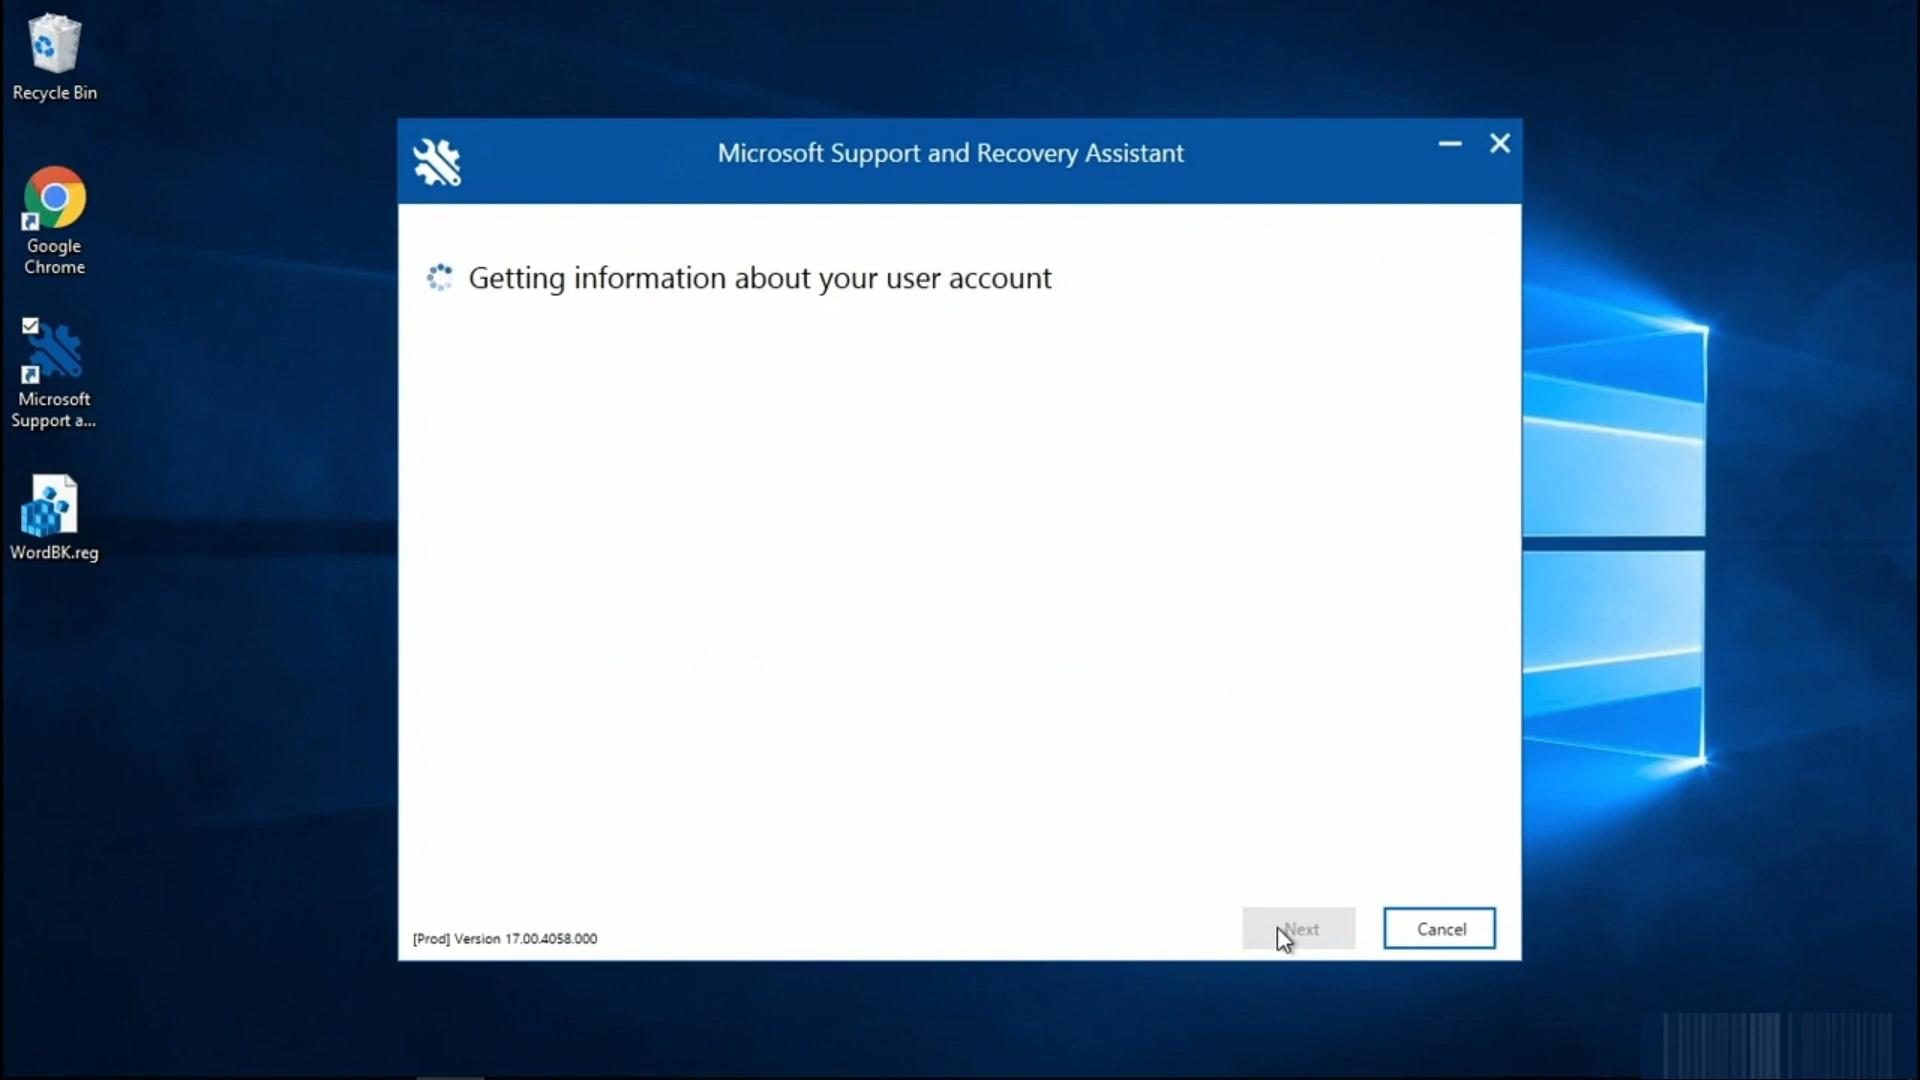 Recycle Bin
Google
Chrome
Microsoft
Support a...
WordBK.reg
Microsoft Support and Recovery Assistant
Getting information about your user account
[Prod] Version 17.00.4058.000
Next
Cancel